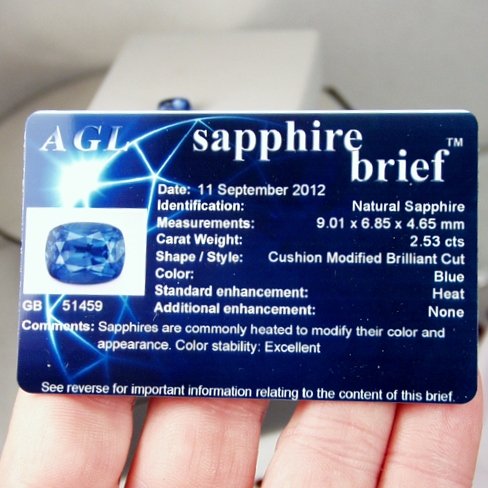 AGL sapphire brief™
Date: 11 September 2012
Identification: Natural Sapphire
Measurements: 9.01 x 6.85 x 4.65 mm
Carat Weight: 2.53 cts
Shape / Style: Cushion Modified Brilliant Cut
Color: Blue
Standard enhancement: Heat
GB 51459
Additional enhancement: None
Comments: Sapphires are commonly heated to modify their color and
appearance. Color stability: Excellent
See reverse for important information relating to the content of this brief.